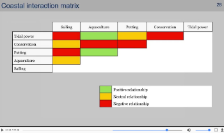 Coastal interaction matrix
Sailing Aquaculture Fishing Conservation Tidal power
Tidal power
Conservation
Fishing
Aquaculture
Sailing
Positive relationship
Neutral relationship
Negative relationship